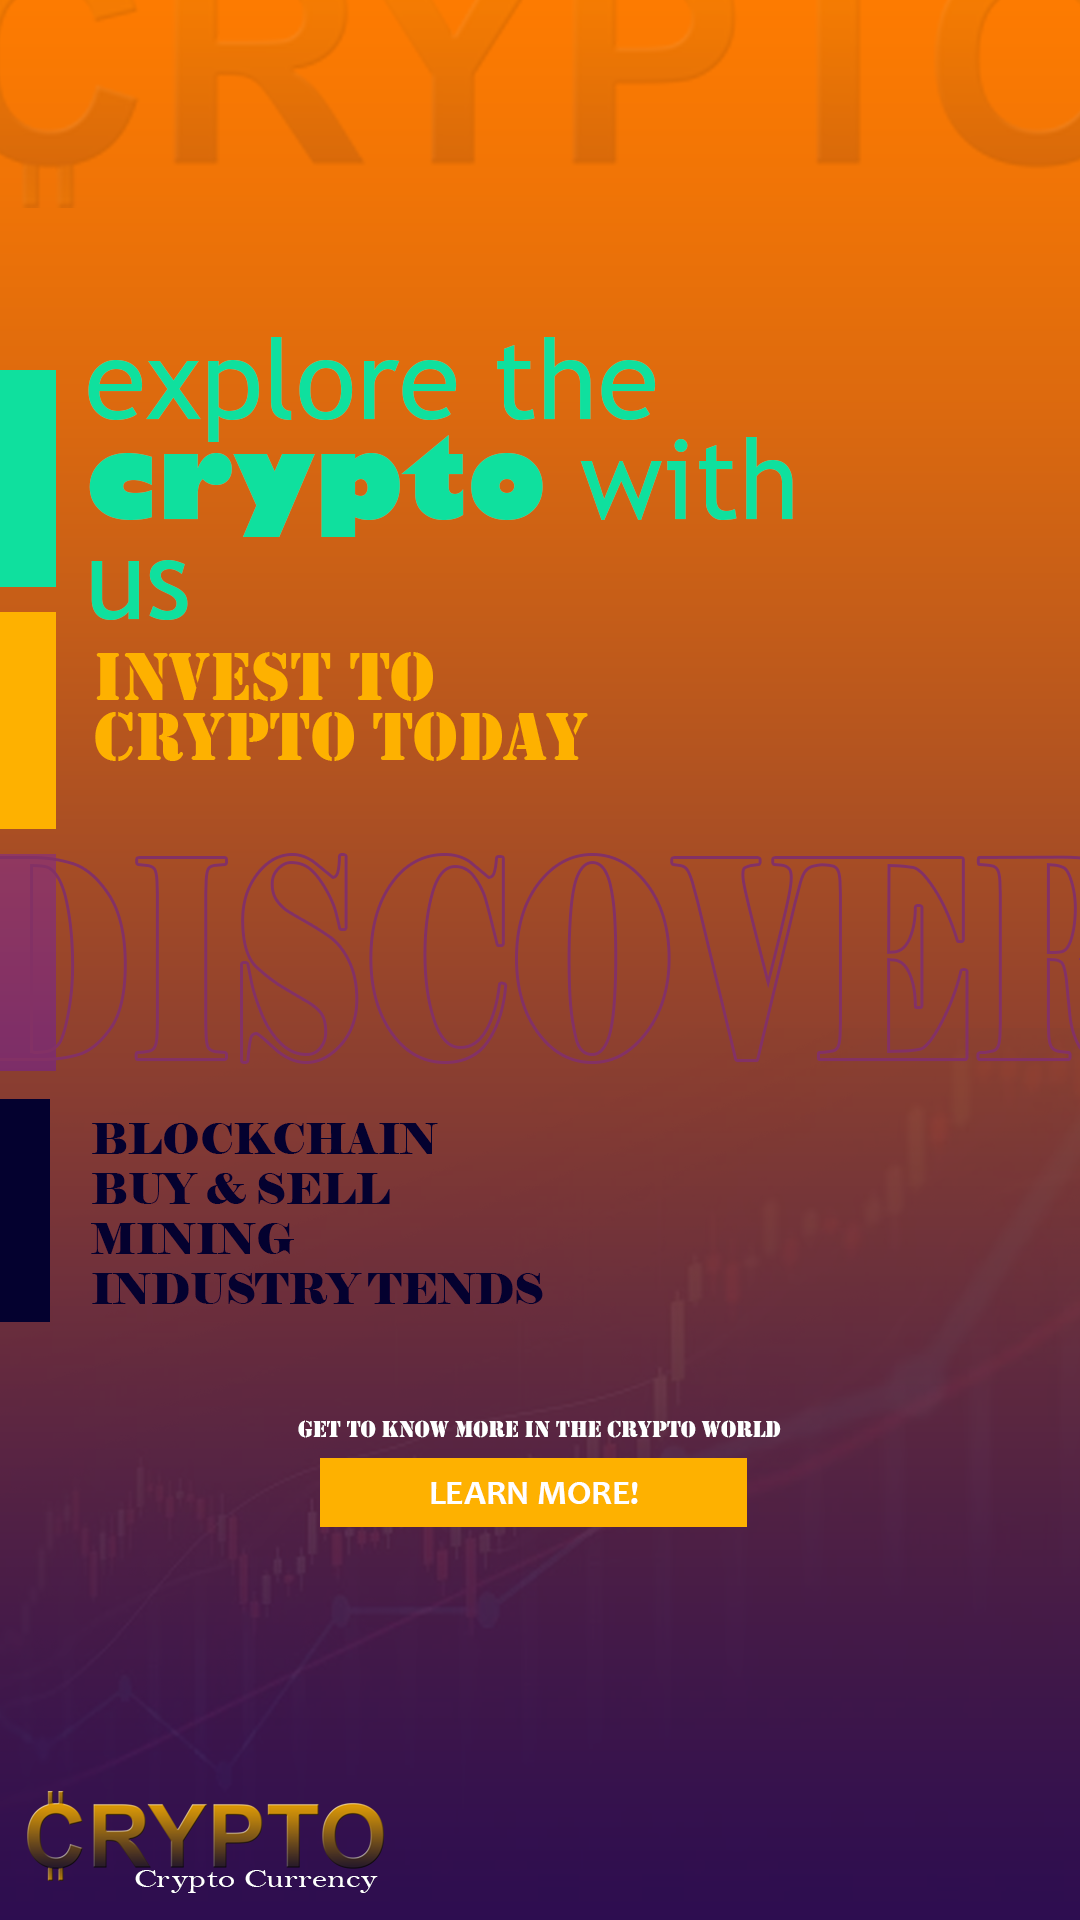 CRYPTO
explore the
crypto with
us
INVEST TO
CRYPTO TODAY
DISCOVER
BLOCKCHAIN
BUY & SELL
MINING
INDUSTRY TENDS
GET TO KNOW MORE IN THE CRYPTO WORLD
LEARN MORE!
CRYPTO
Crypto Currency